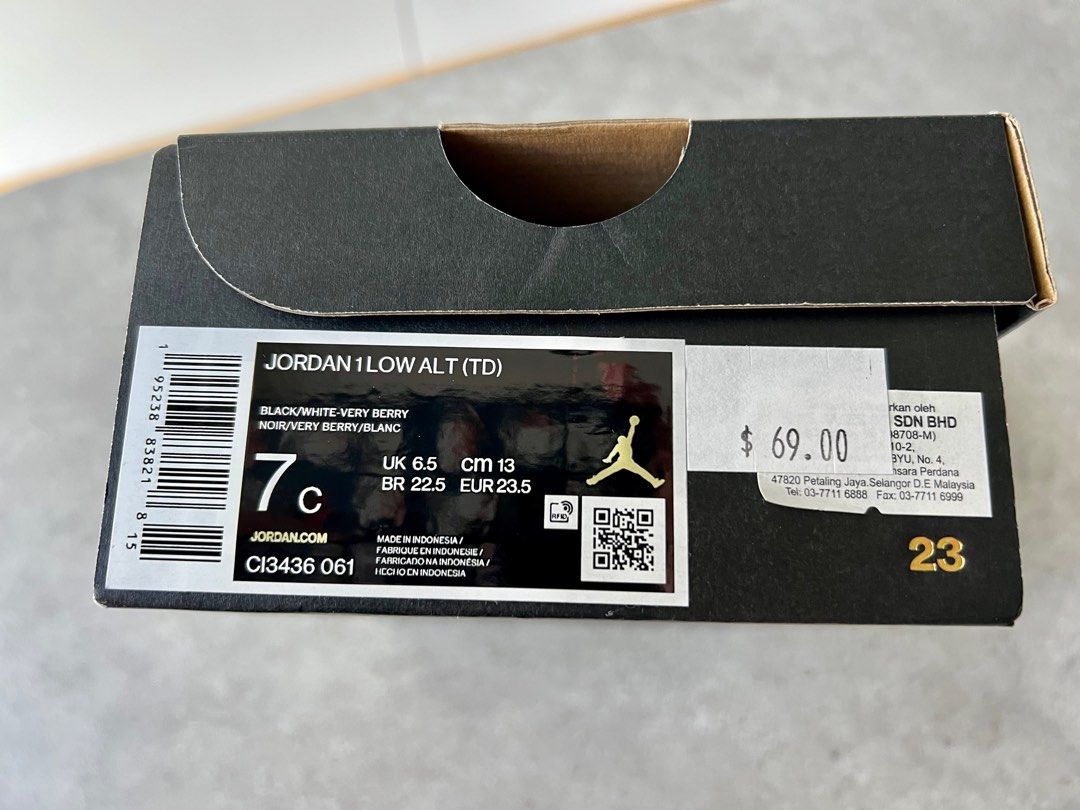 JORDAN 1 LOW ALT (TD)
BLACK/WHITE-VERY BERRY
NOIR/VERY BERRY/BLANC
7c
UK 6.5 cm 13
BR 22.5 EUR 23.5
JORDAN.COM
CI3436 061
MADE IN INDONESIA /
FABRIQUE EN INDONESIE /
FABRICADO NA INDONÉSIA /
HECHO EN INDONESIA
RFID
1 95238 83821 8 15
$ 69.00
rkan oleh
SDN BHD
8708-M)
10-2,
BYU, No. 4,
nsara Perdana
47820 Petaling Jaya.Selangor D.E Malaysia
Tel: 03-7711 6888 Fax: 03-7711 6999
23